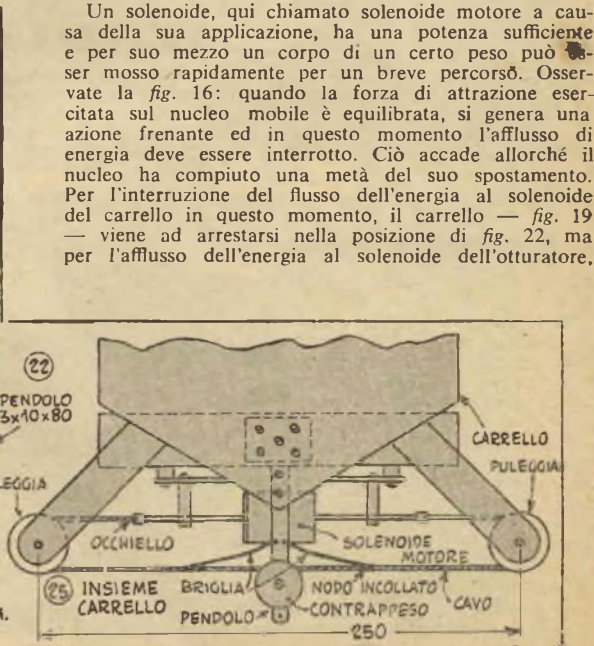 Un solenoide, qui chiamato solenoide motore a cau-
sa della sua applicazione, ha una potenza sufficiente
e per suo mezzo un corpo di un certo peso può
ser mosso rapidamente per un breve percorso. Osser-
vate la fig. 16: quando la forza di attrazione eser-
citata sul nucleo mobile è equilibrata, si genera una
azione frenante ed in questo momento l'afflusso di
energia deve essere interrotto. Ciò accade allorché il
nucleo ha compiuto una metà del suo spostamento.
Per l'interruzione del flusso dell'energia al solenoide
del carrello in questo momento, il carrello — fig. 19
— viene ad arrestarsi nella posizione di fig. 22, ma
per l'afflusso dell'energia al solenoide dell'otturatore,
22
PENDOLO
3x10x80
CARRELLO
LEGGIA
PULEGGIA
OCCHIELLO
SOLENOIDE
MOTORE
25 INSIEME
CARRELLO
BRIGLIA
NODO INCOLLATO
CAVO
PENDOLO
CONTRAPPESO
250